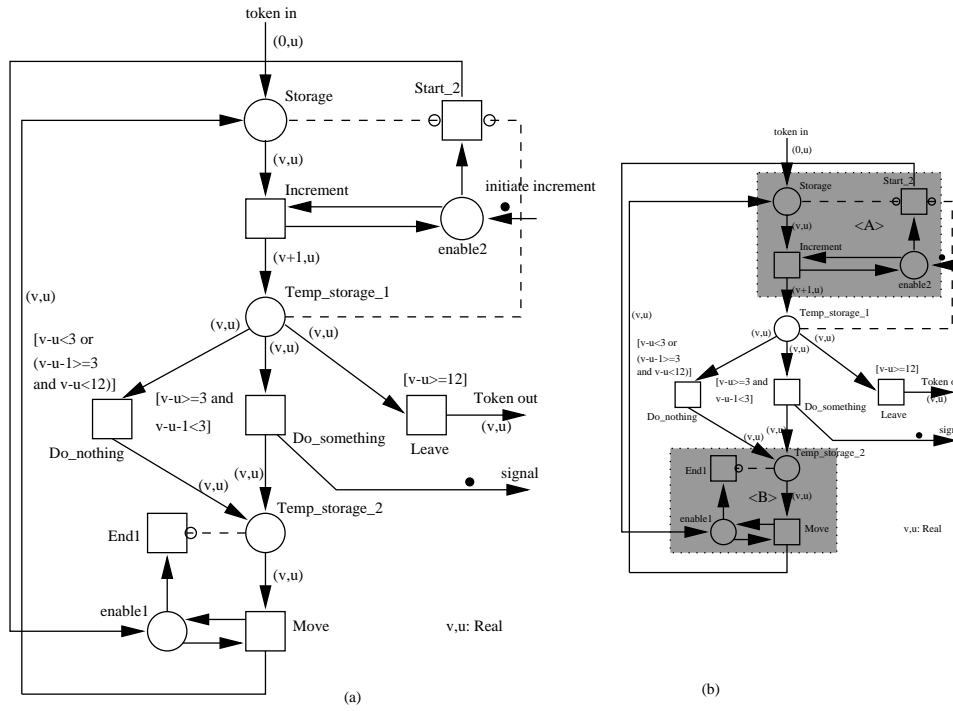 token in
(0,u)
Storage
Start_2
(v,u)
Increment
initiate increment
enable2
(v+1,u)
(v,u)
Temp_storage_1
(v,u)
(v,u)
(v,u)
[v-u<3 or
(v-u-1>=3
and v-u<12)]
[v-u>=3 and
v-u-1<3]
[v-u>=12]
Token out
(v,u)
Do_nothing
Do_something
Leave
(v,u)
(v,u)
signal
Temp_storage_2
End1
(v,u)
enable1
Move
v,u: Real
(a)
token in
(0,u)
Storage
Start_2
(v,u)
<A>
Increment
enable2
(v+1,u)
(v,u)
Temp_storage_1
(v,u)
(v,u)
(v,u)
[v-u<3 or
(v-u-1>=3
and v-u<12)]
[v-u>=3 and
v-u-1<3]
[v-u>=12]
Token ou
(v,u)
Do_nothing
Do_something
Leave
(v,u)
(v,u)
signal
Temp_storage_2
End1
<B>
(v,u)
enable1
Move
v,u: Real
(b)